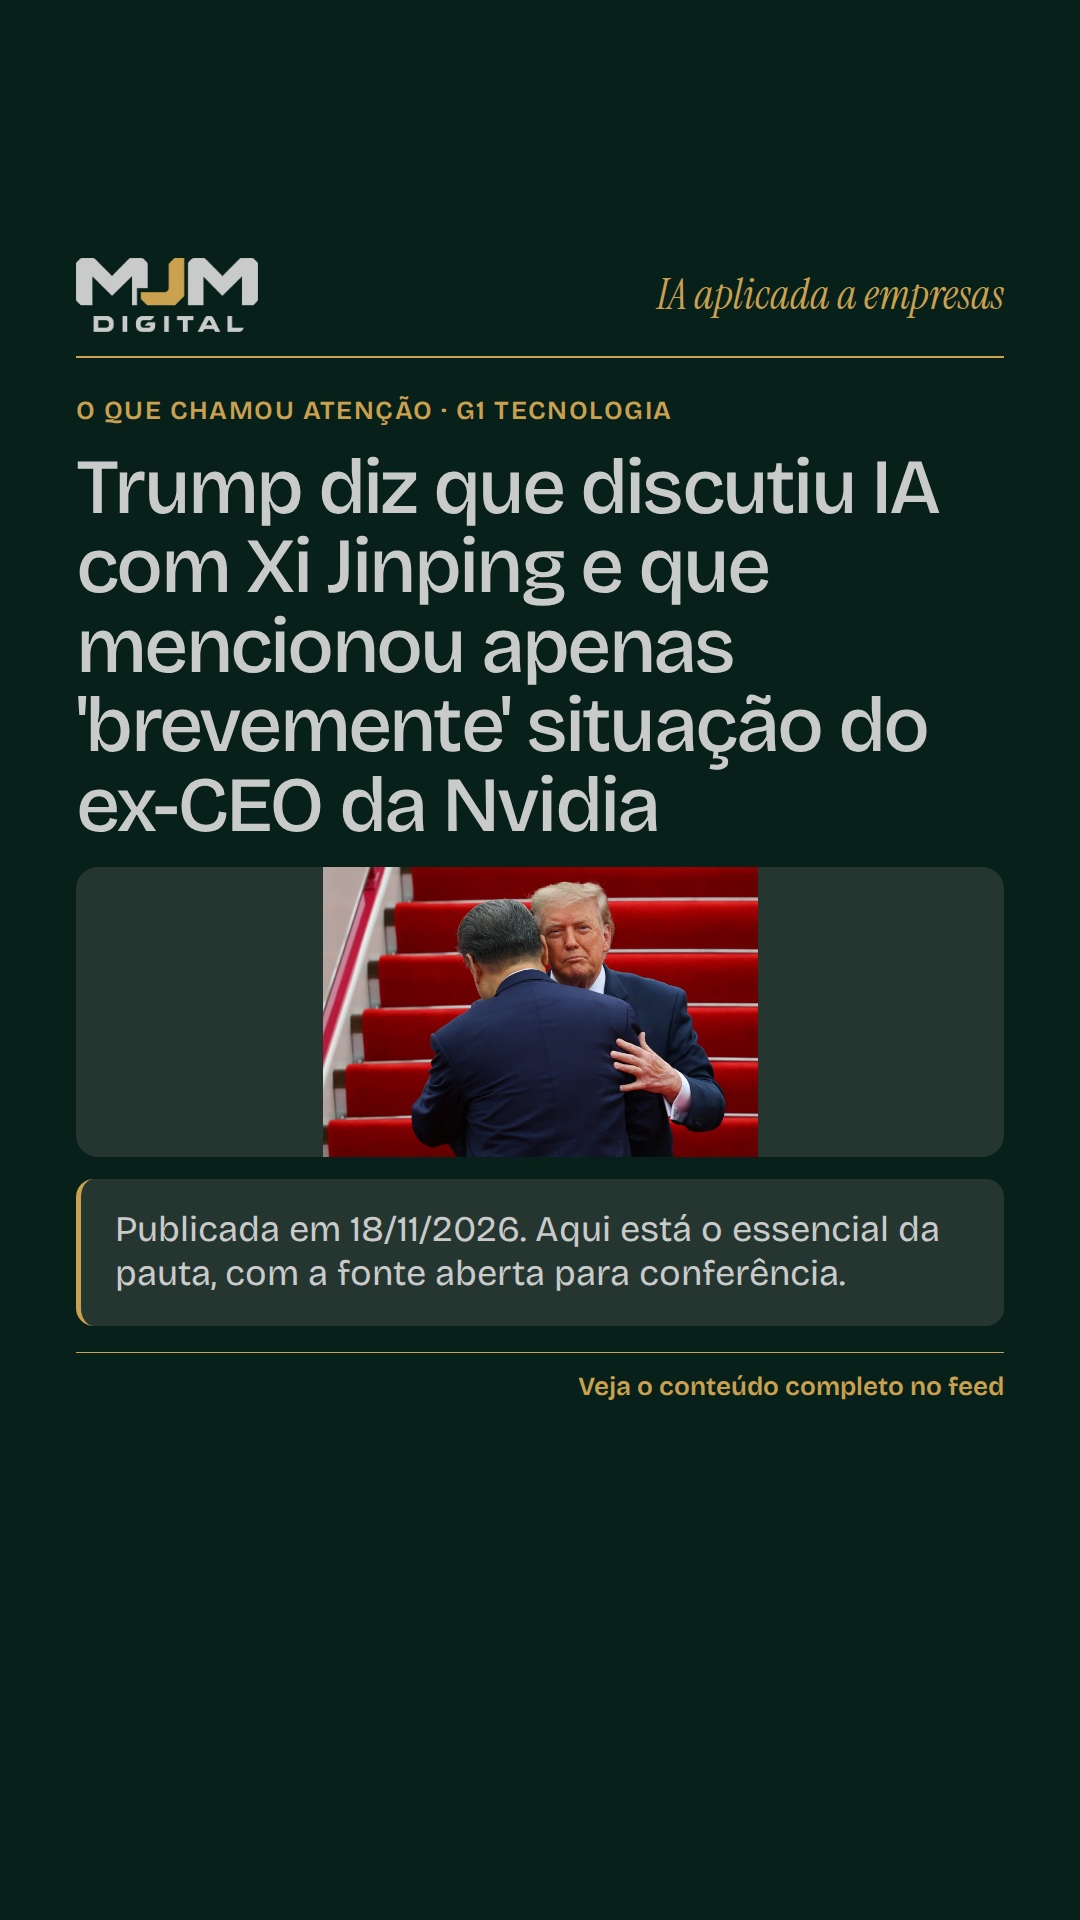 MJM
DIGITAL
IA aplicada a empresas
O QUE CHAMOU ATENÇÃO · G1 TECNOLOGIA
Trump diz que discutiu IA
com Xi Jinping e que
mencionou apenas
'brevemente' situação do
ex-CEO da Nvidia
Publicada em 18/11/2026. Aqui está o essencial da
pauta, com a fonte aberta para conferência.
Veja o conteúdo completo no feed